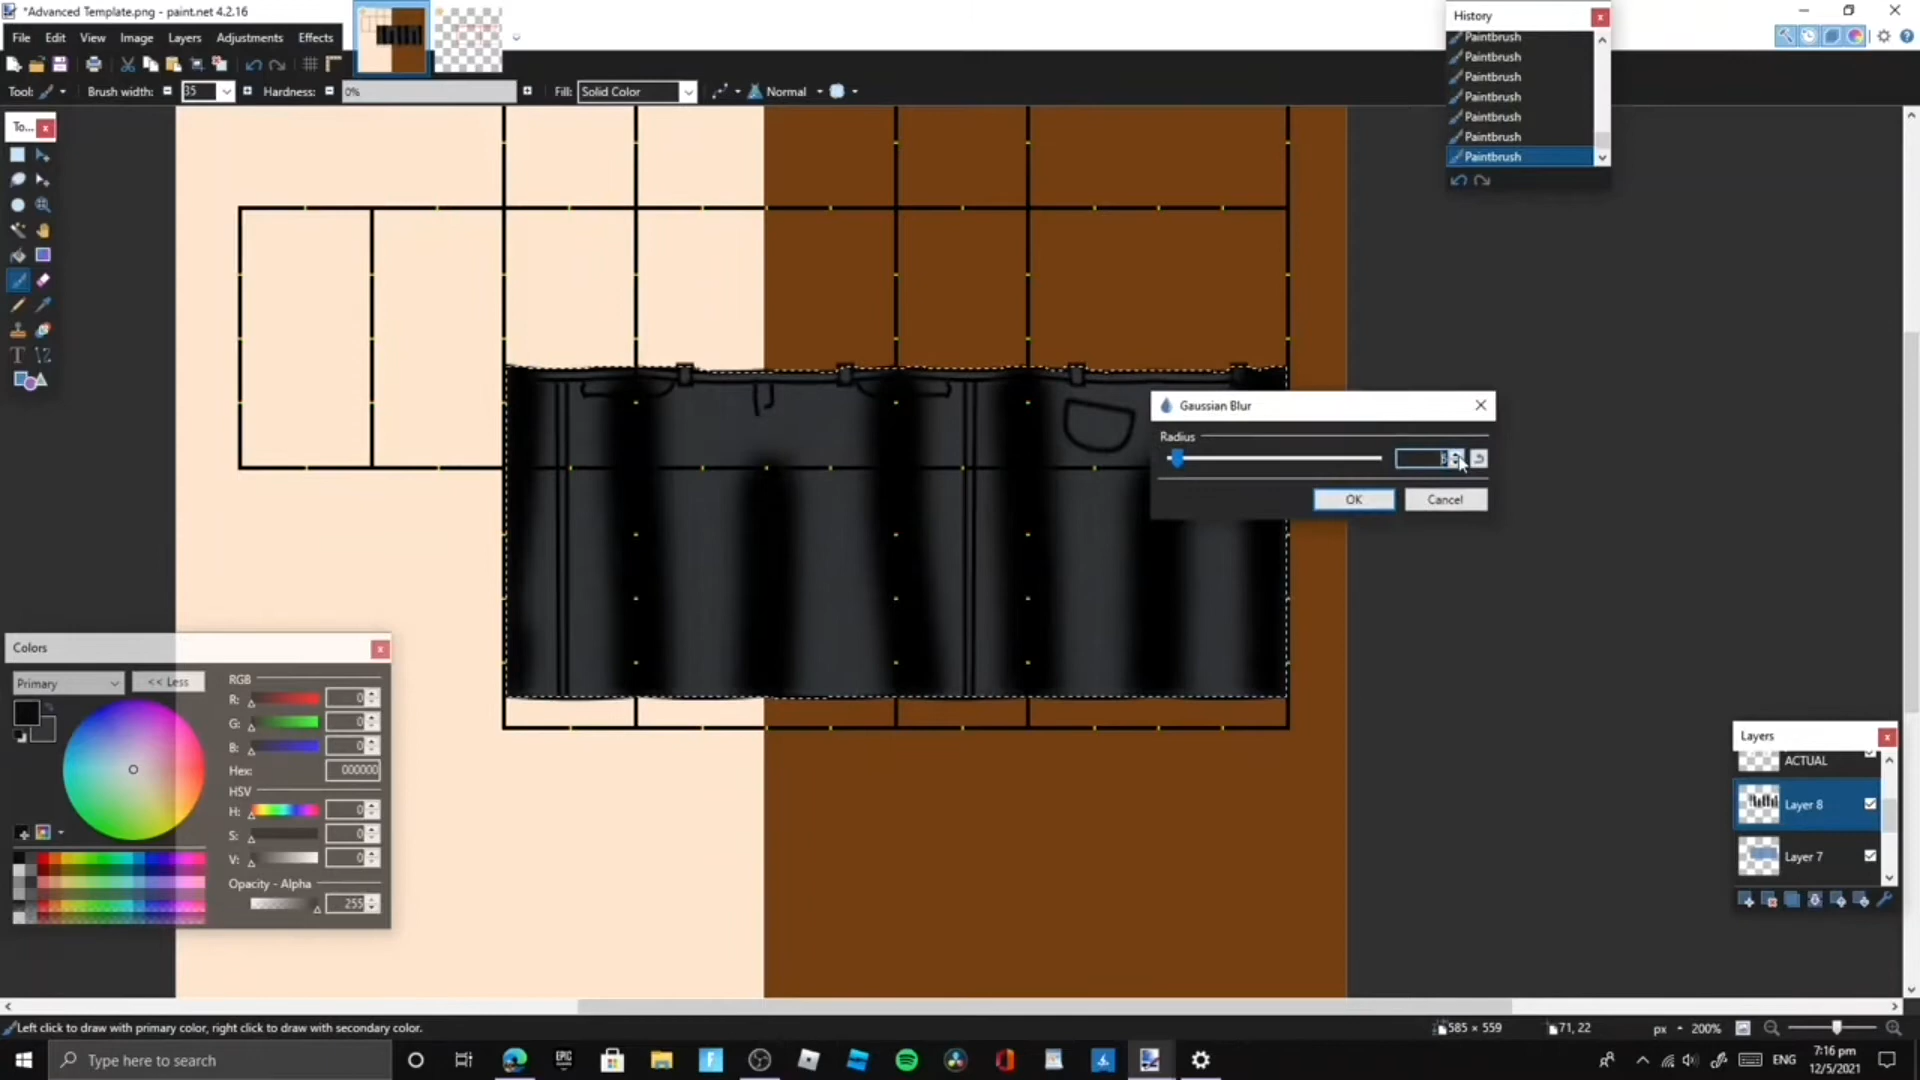 *Advanced Template.png - paint.net 4.2.16
File Edit View Image Layers Adjustments Effects
Tool: Brush width: 35 Hardness: 0% Fill: Solid Color Normal
To...
History
Paintbrush
Paintbrush
Paintbrush
Paintbrush
Paintbrush
Paintbrush
Paintbrush
Gaussian Blur
Radius
OK Cancel
Colors
Primary << Less
RGB
R: 0
G: 0
B: 0
Hex: 000000
HSV
H: 0
S: 0
V: 0
Opacity - Alpha
255
Layers
ACTUAL
Layer 8
Layer 7
Left click to draw with primary color, right click to draw with secondary color.
585 × 559 71, 22 px 200%
Type here to search
EPIC
ENG
7:16 pm
12/5/2021